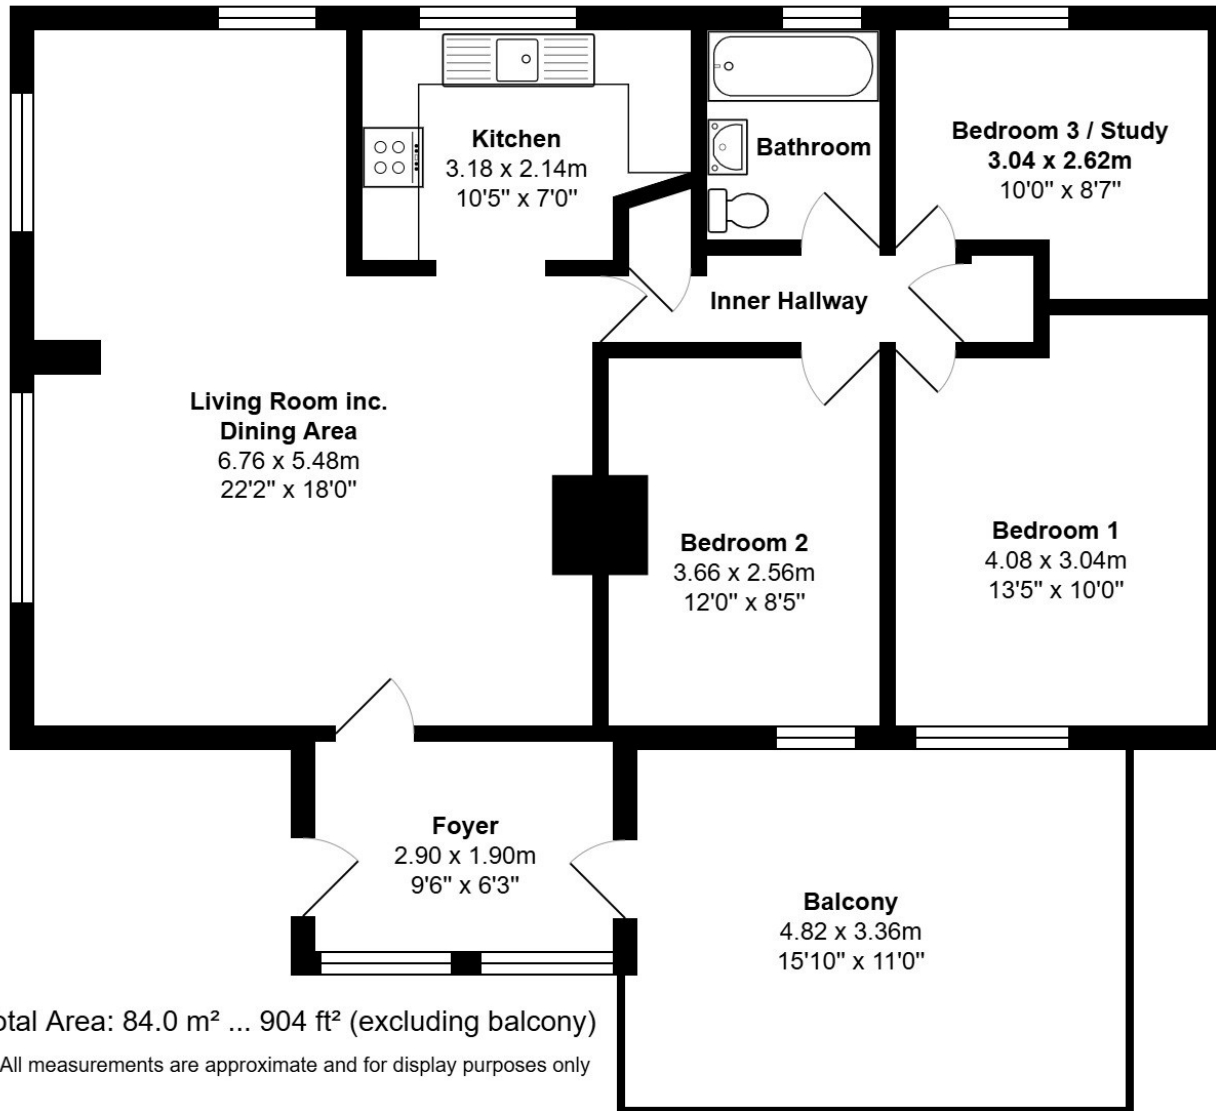 Kitchen
3.18 x 2.14m
10'5" x 7'0"
Bathroom
Bedroom 3 / Study
3.04 x 2.62m
10'0" x 8'7"
Inner Hallway
Living Room inc.
Dining Area
6.76 x 5.48m
22'2" x 18'0"
Bedroom 2
3.66 x 2.56m
12'0" x 8'5"
Bedroom 1
4.08 x 3.04m
13'5" x 10'0"
Foyer
2.90 x 1.90m
9'6" x 6'3"
Balcony
4.82 x 3.36m
15'10" x 11'0"
otal Area: 84.0 m² ... 904 ft² (excluding balcony)
All measurements are approximate and for display purposes only